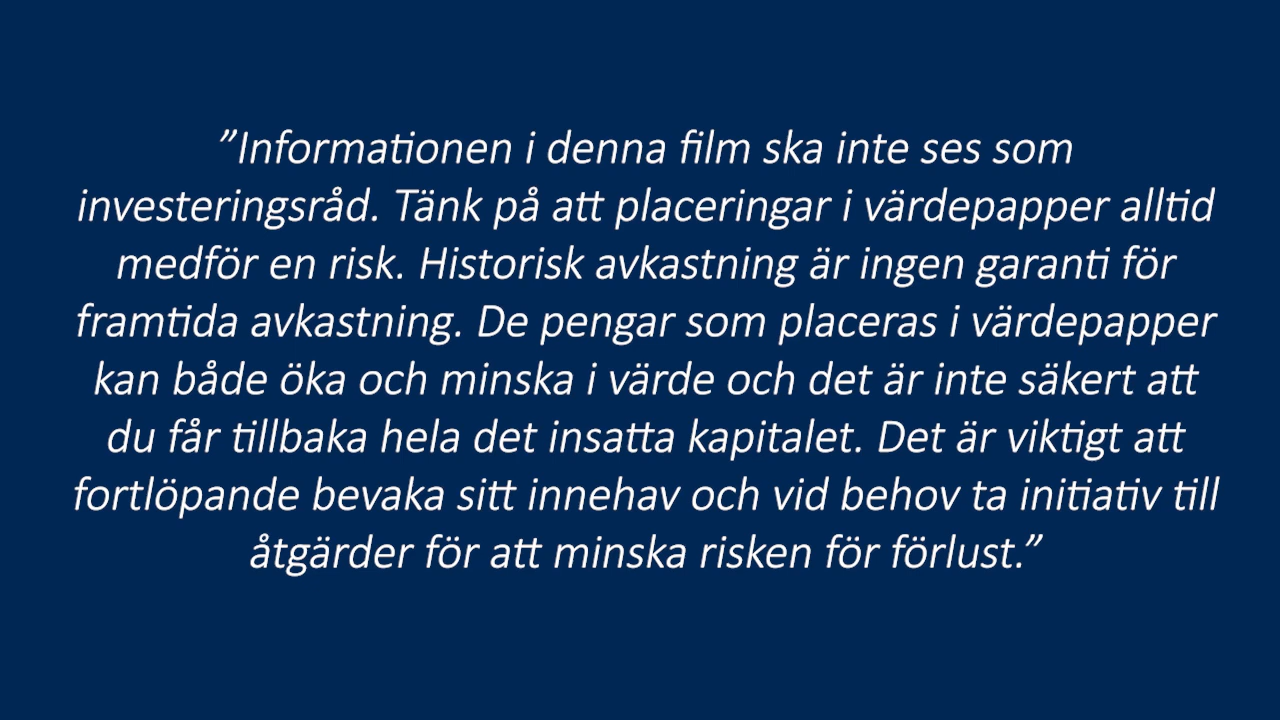 ”Informationen i denna film ska inte ses som
investeringsråd. Tänk på att placeringar i värdepapper alltid
medför en risk. Historisk avkastning är ingen garanti för
framtida avkastning. De pengar som placeras i värdepapper
kan både öka och minska i värde och det är inte säkert att
du får tillbaka hela det insatta kapitalet. Det är viktigt att
fortlöpande bevaka sitt innehav och vid behov ta initiativ till
åtgärder för att minska risken för förlust.”